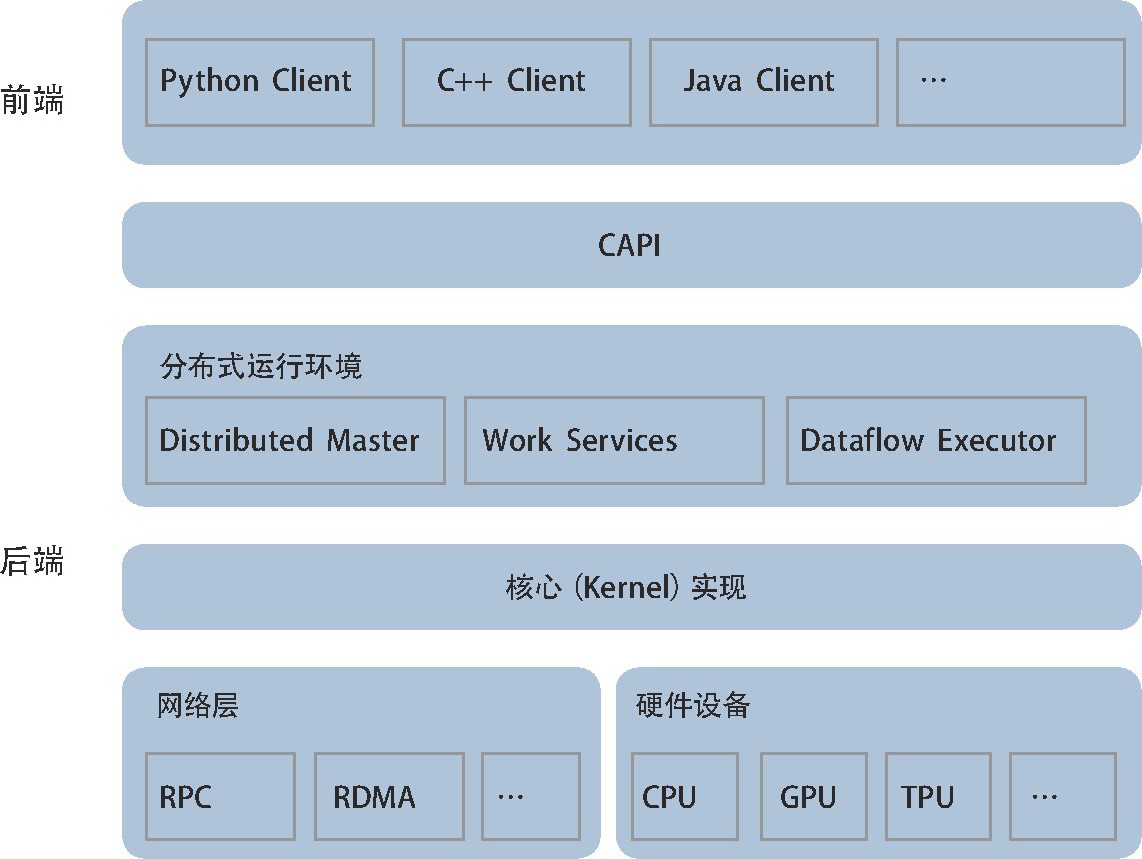 前端
Python Client
C++ Client
Java Client
…
CAPI
分布式运行环境
Distributed Master
Work Services
Dataflow Executor
后端
核心(Kernel)实现
网络层
RPC
RDMA
…
硬件设备
CPU
GPU
TPU
…